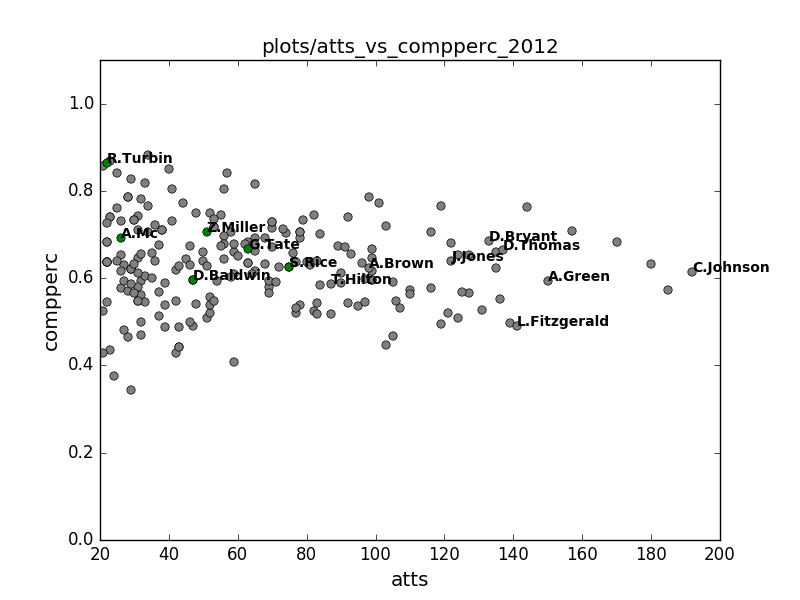 plots/atts_vs_compperc_2012
compperc
1.0
0.8
0.6
0.4
0.2
0.0
R.Turbin
A.Mc
Z.Miller
G.Tate
S.Rice
D.Baldwin
T.Hilton
A.Brown
J.Jones
D.Bryant
D.Thomas
A.Green
C.Johnson
L.Fitzgerald
20 40 60 80 100 120 140 160 180 200
atts